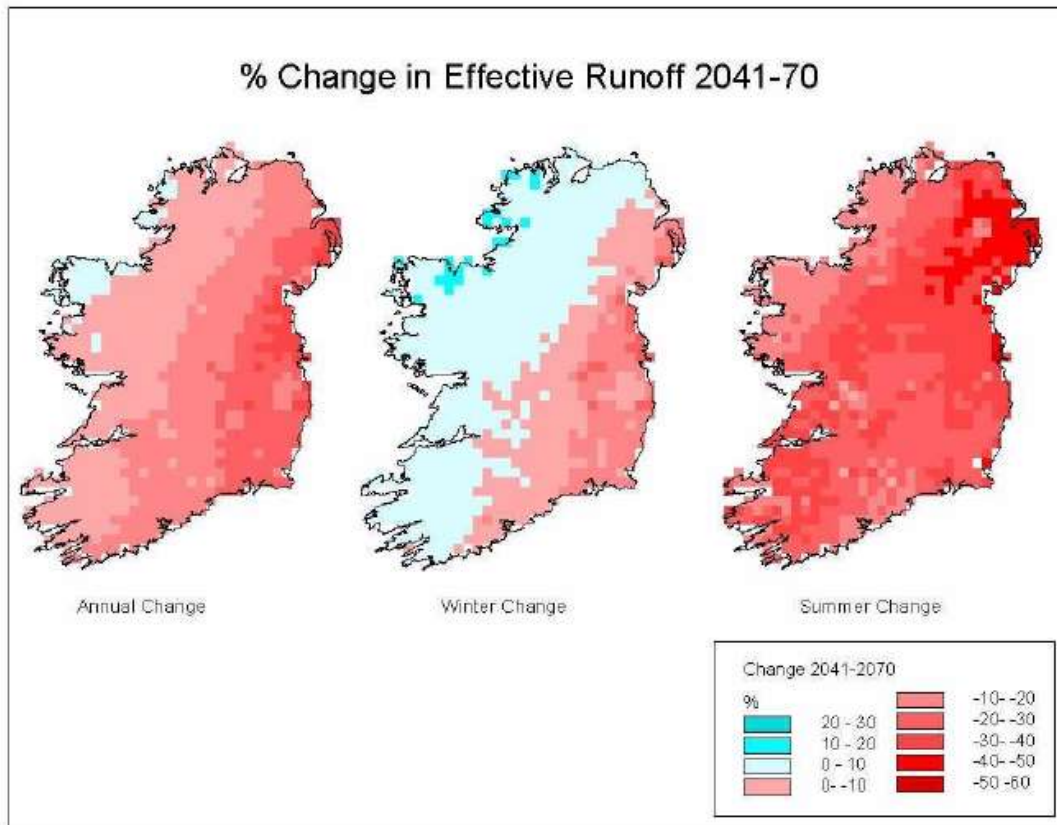 % Change in Effective Runoff 2041-70
Annual Change
Winter Change
Summer Change
Change 2041-2070
%
20 - 30
10 - 20
0 - 10
0- -10
-10- -20
-20- -30
-30- -40
-40- -50
-50 -60